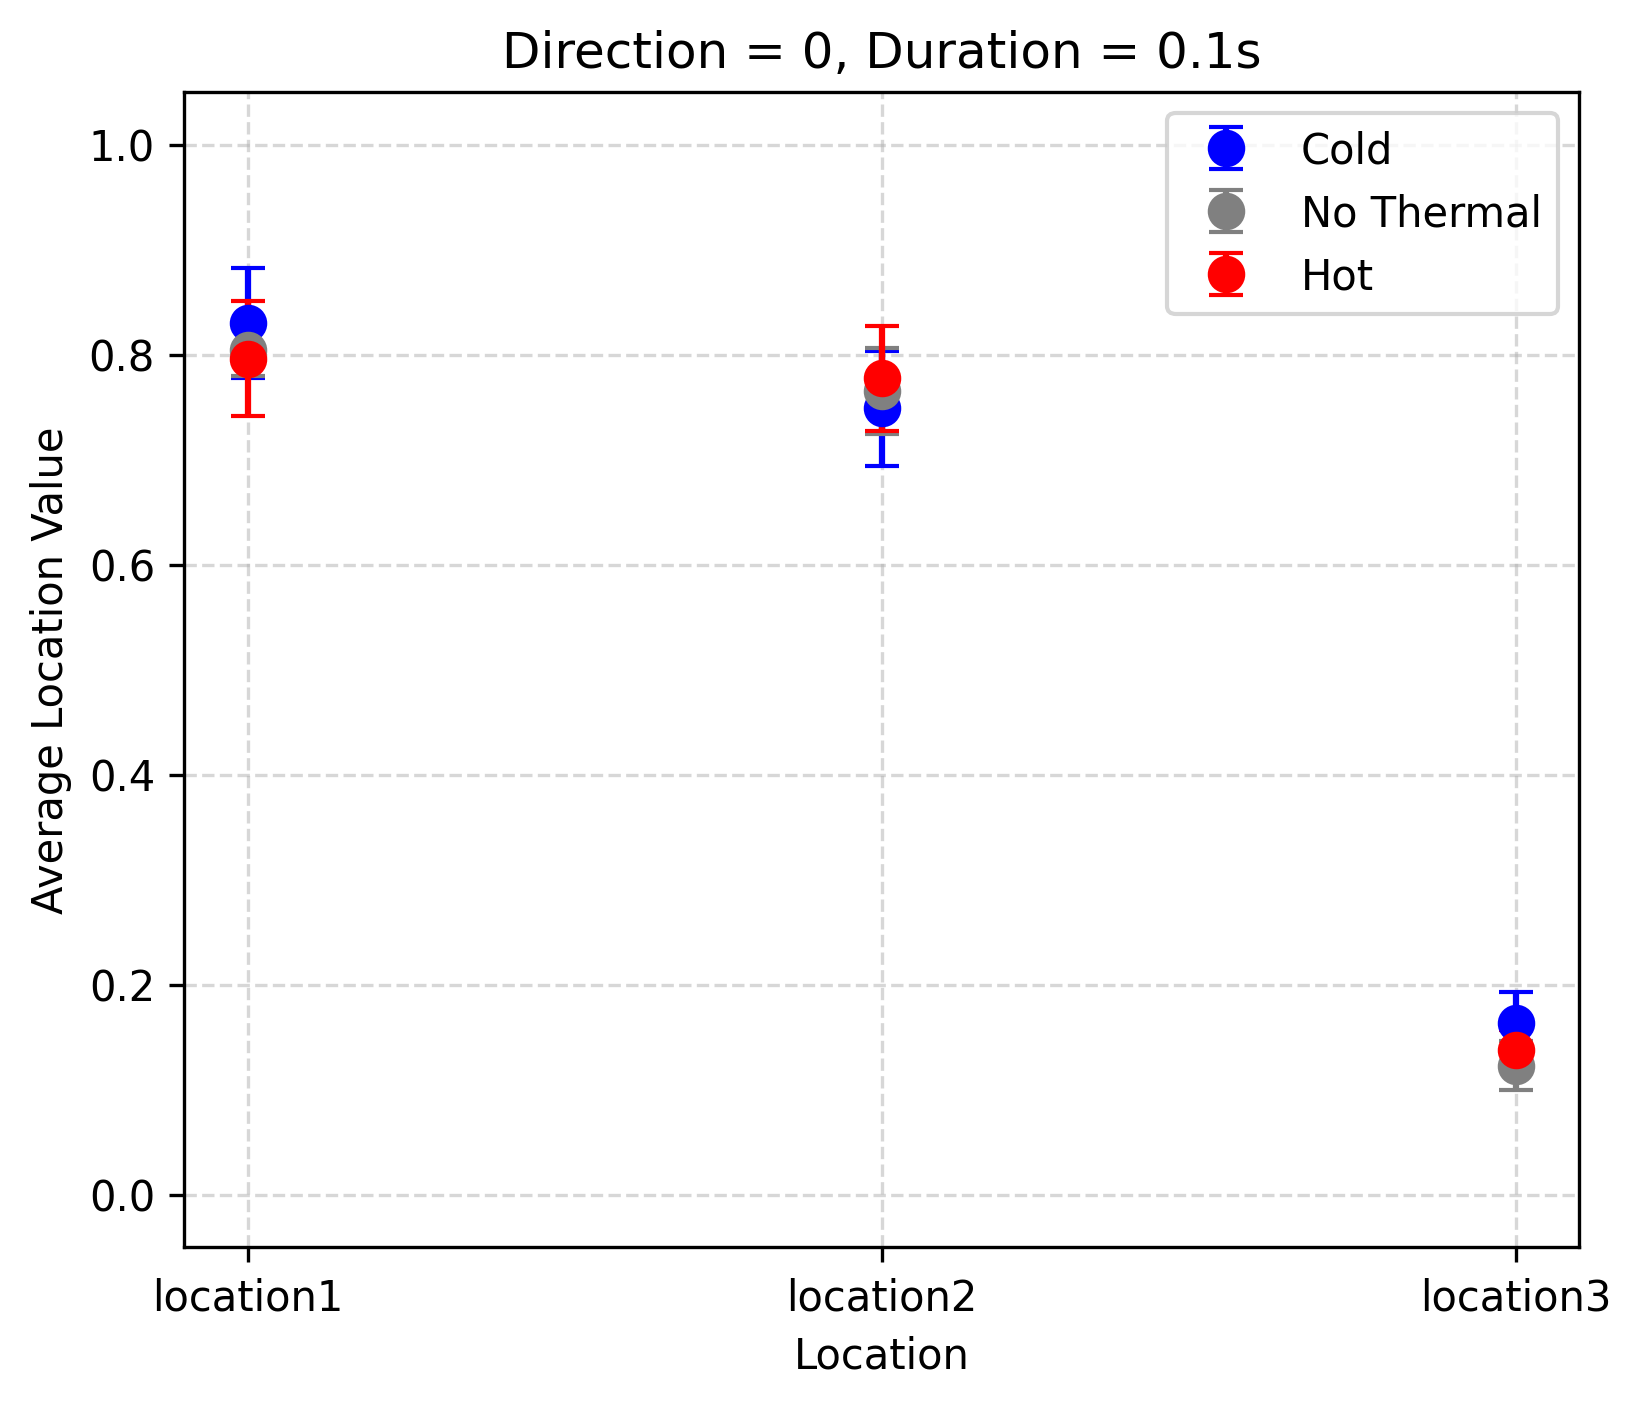 Direction = 0, Duration = 0.1s
Cold
No Thermal
Hot
1.0
0.8
0.6
0.4
0.2
0.0
Average Location Value
location1
location2
location3
Location